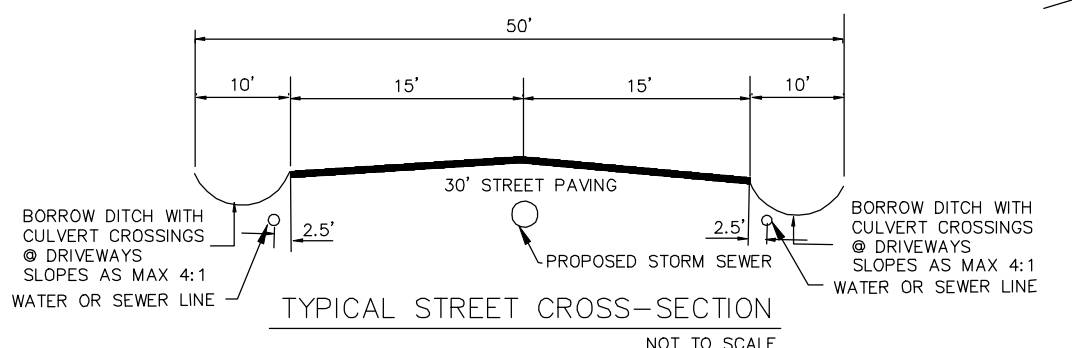 50'
10'
15'
15'
10'
30' STREET PAVING
BORROW DITCH WITH
CULVERT CROSSINGS
@ DRIVEWAYS
SLOPES AS MAX 4:1
WATER OR SEWER LINE
2.5'
2.5'
PROPOSED STORM SEWER
BORROW DITCH WITH
CULVERT CROSSINGS
@ DRIVEWAYS
SLOPES AS MAX 4:1
WATER OR SEWER LINE
TYPICAL STREET CROSS-SECTION
NOT TO SCALE